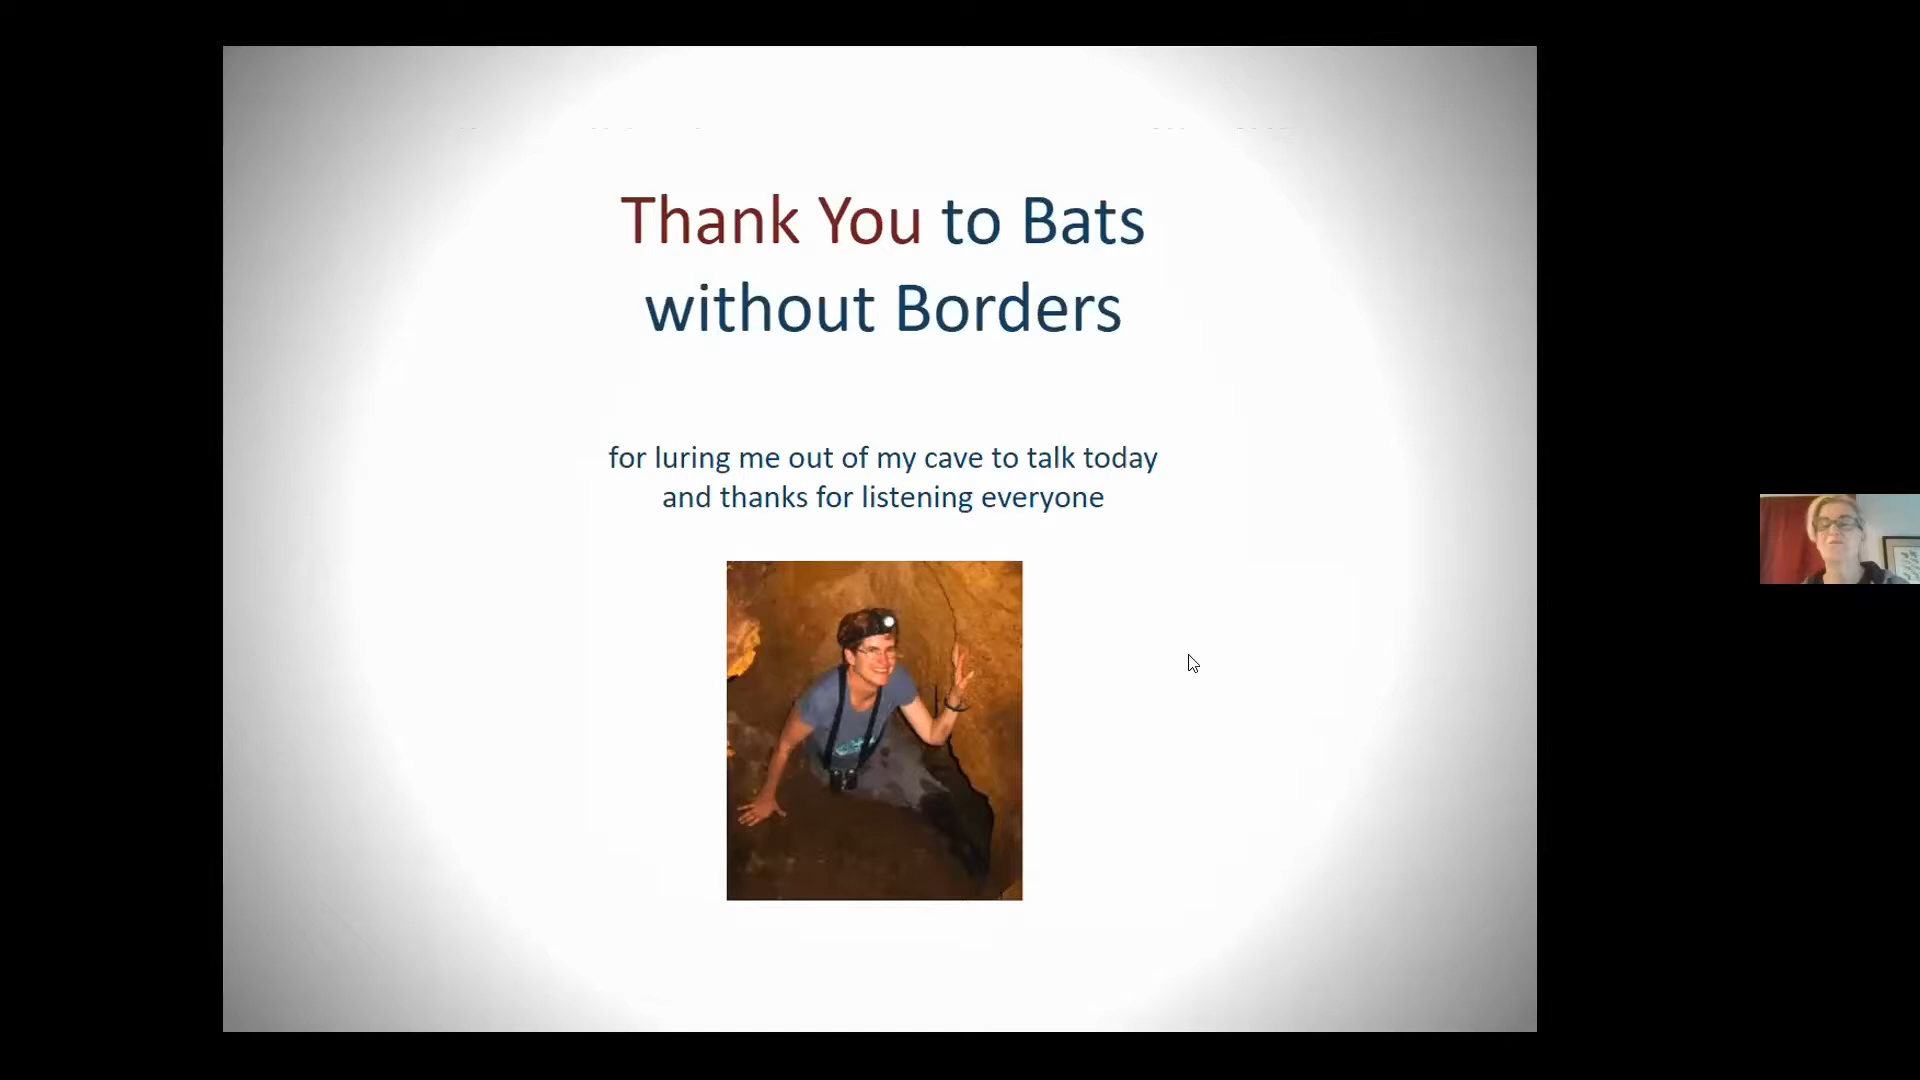 Thank You to Bats
without Borders
for luring me out of my cave to talk today
and thanks for listening everyone